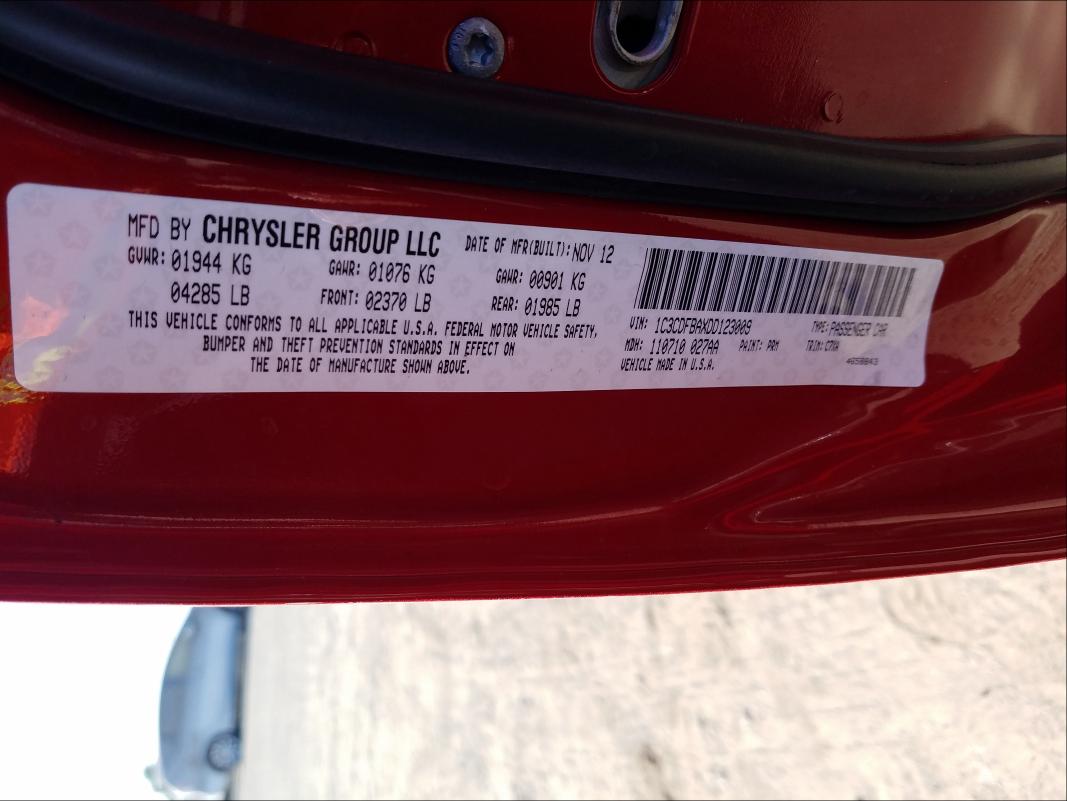 MFD BY CHRYSLER GROUP LLC DATE OF MFR(BUILT): NOV 12
GVWR: 01944 KG GAWR: 01076 KG GAWR: 00901 KG
04285 LB FRONT: 02370 LB REAR: 01985 LB
THIS VEHICLE CONFORMS TO ALL APPLICABLE U.S.A. FEDERAL MOTOR VEHICLE SAFETY,
BUMPER AND THEFT PREVENTION STANDARDS IN EFFECT ON
THE DATE OF MANUFACTURE SHOWN ABOVE.
VIN: 1C3CDFBAXDD123009 TYPE: PASSENGER CAR
MDH: 110710 027AA PAINT: PRM TRIM: C7XA
VEHICLE MADE IN U.S.A.